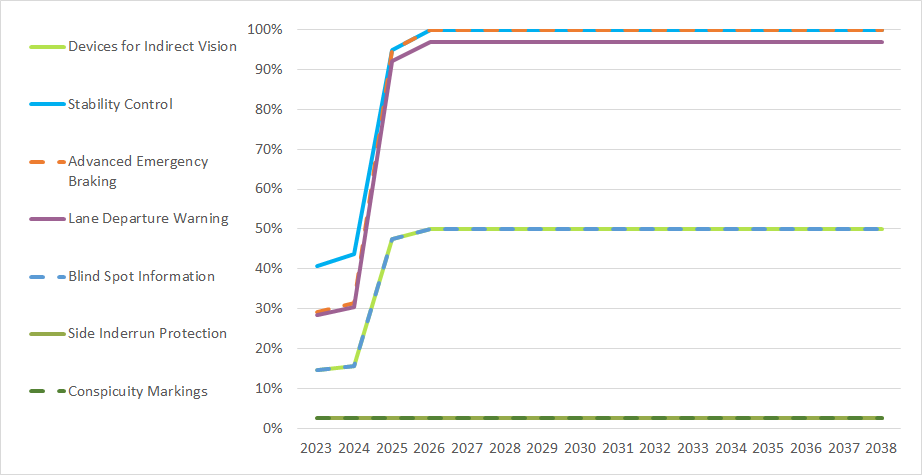 Devices for Indirect Vision
Stability Control
Advanced Emergency
Braking
Lane Departure Warning
Blind Spot Information
Side Inderrun Protection
Conspicuity Markings
100%
90%
80%
70%
60%
50%
40%
30%
20%
10%
0%
2023 2024 2025 2026 2027 2028 2029 2030 2031 2032 2033 2034 2035 2036 2037 2038